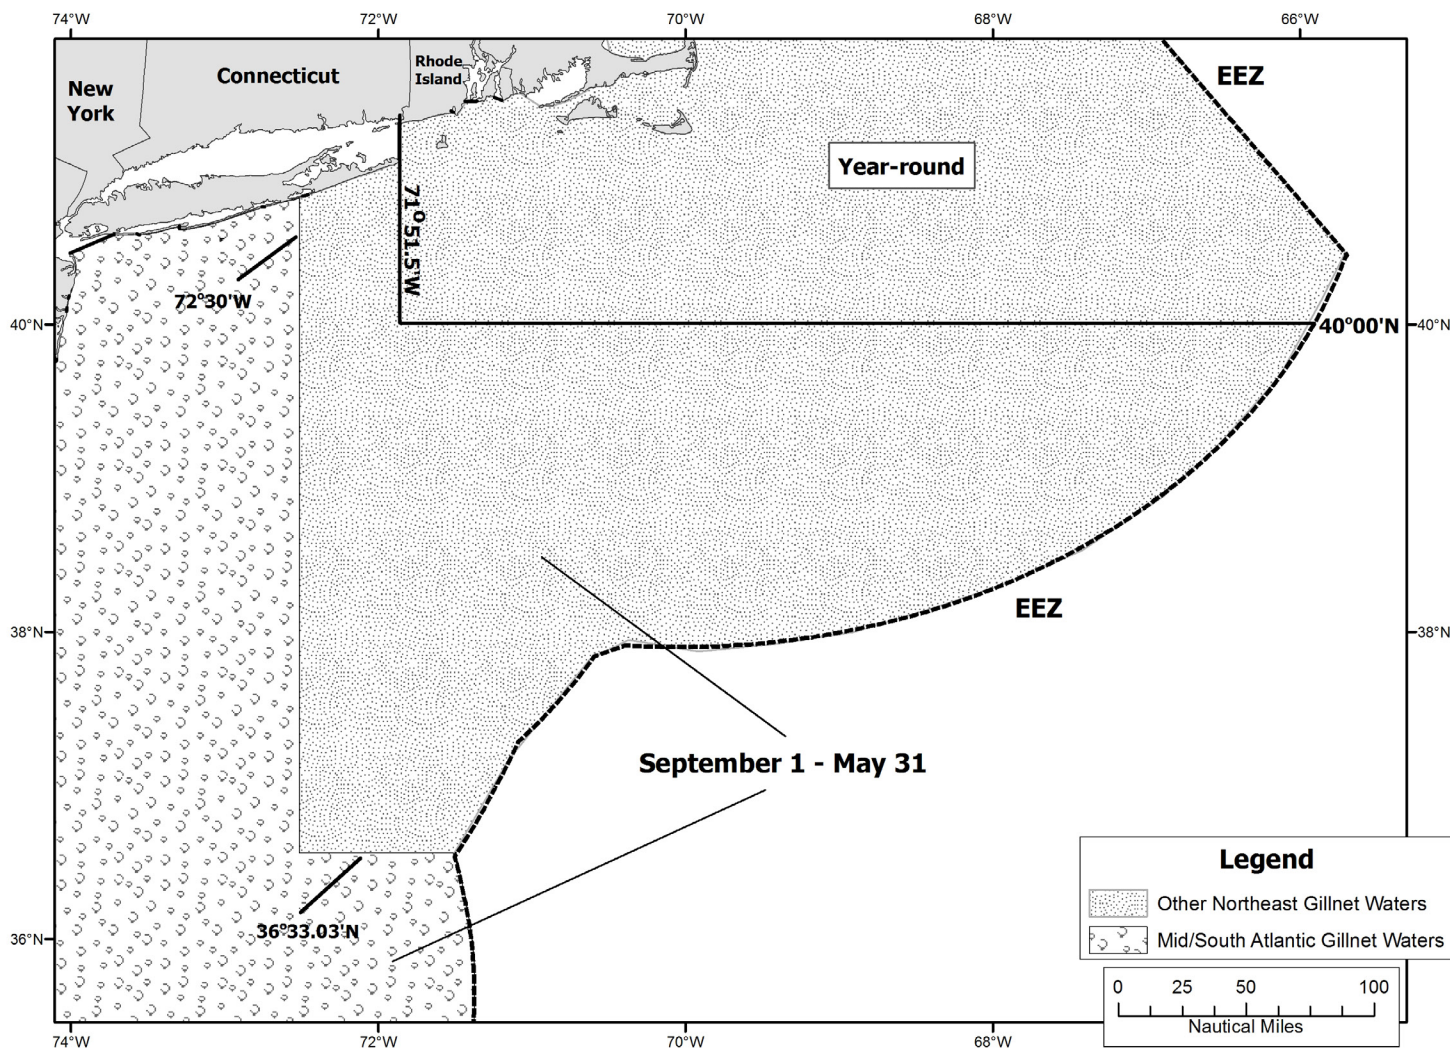 74°W 72°W 70°W 68°W 66°W
Rhode
Island
Connecticut
New
York
EEZ
Year-round
71°51.5'W
72°30'W
40°N
40°00'N
40°N
38°N
EEZ
38°N
September 1 - May 31
36°33.03'N
36°N
Legend
Other Northeast Gillnet Waters
Mid/South Atlantic Gillnet Waters
0 25 50 100
Nautical Miles
74°W 72°W 70°W 68°W